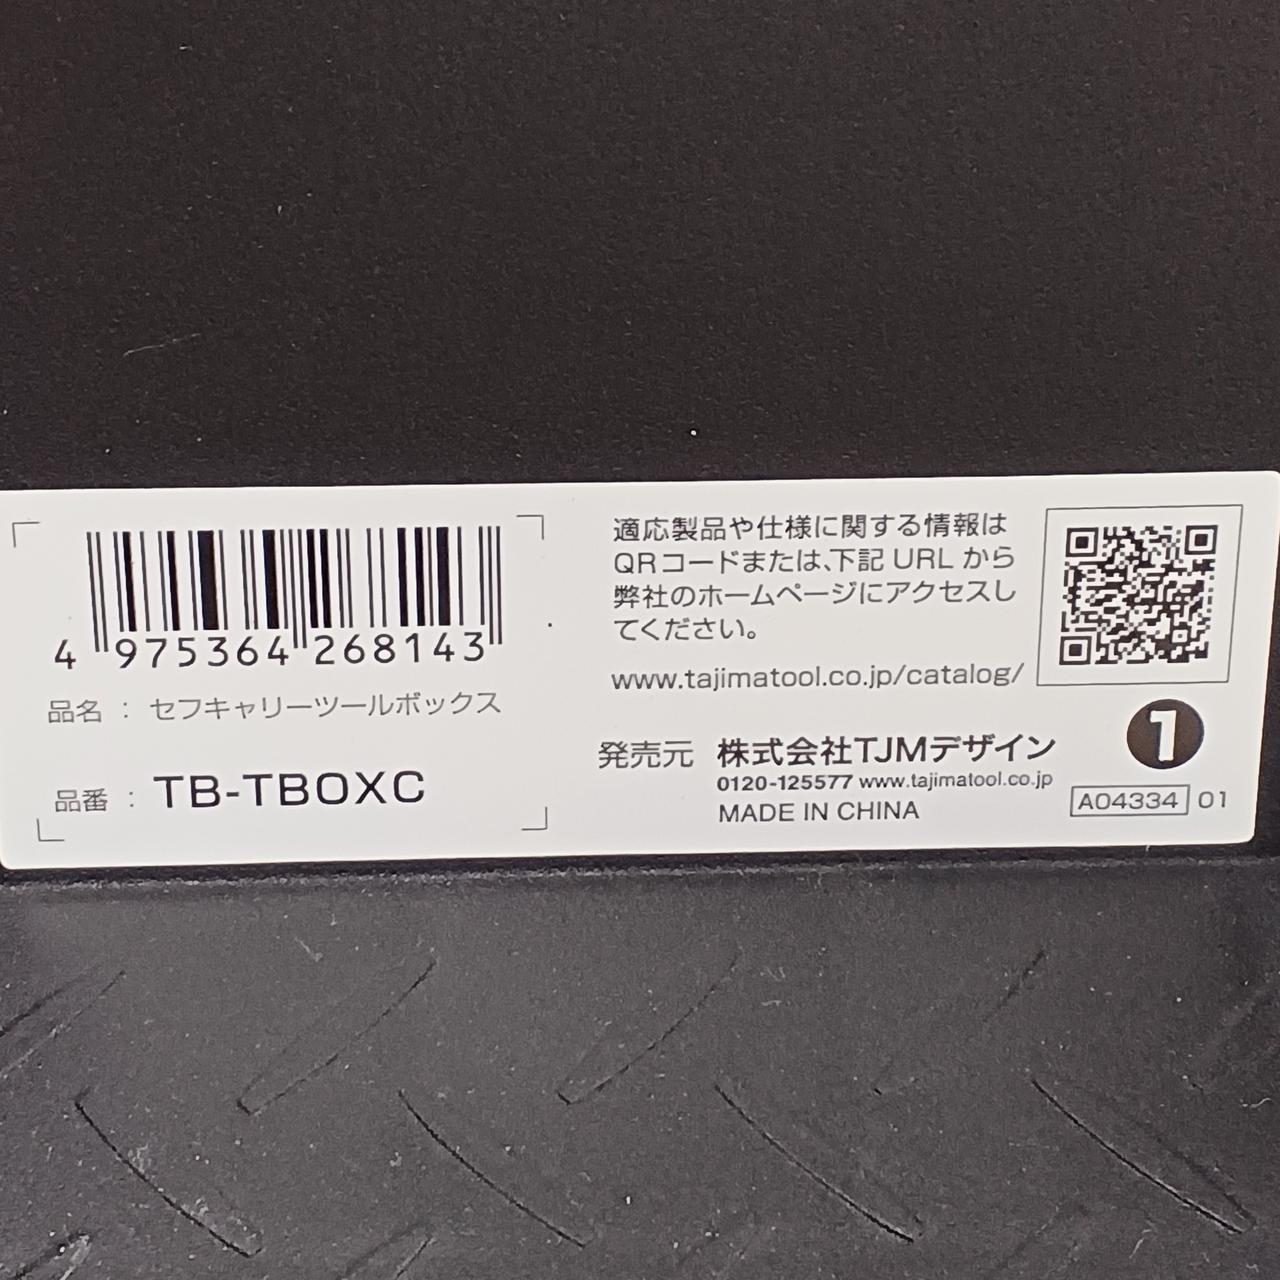 4 975364 268143
品名 : セフキャリーツールボックス
品番 : TB-TBOXC
適応製品や仕様に関する情報は
QRコードまたは、下記 URL から
弊社のホームページにアクセスし
てください。
www.tajimatool.co.jp/catalog/
1
発売元 株式会社TJMデザイン
0120-125577 www.tajimatool.co.jp
MADE IN CHINA
A04334 01